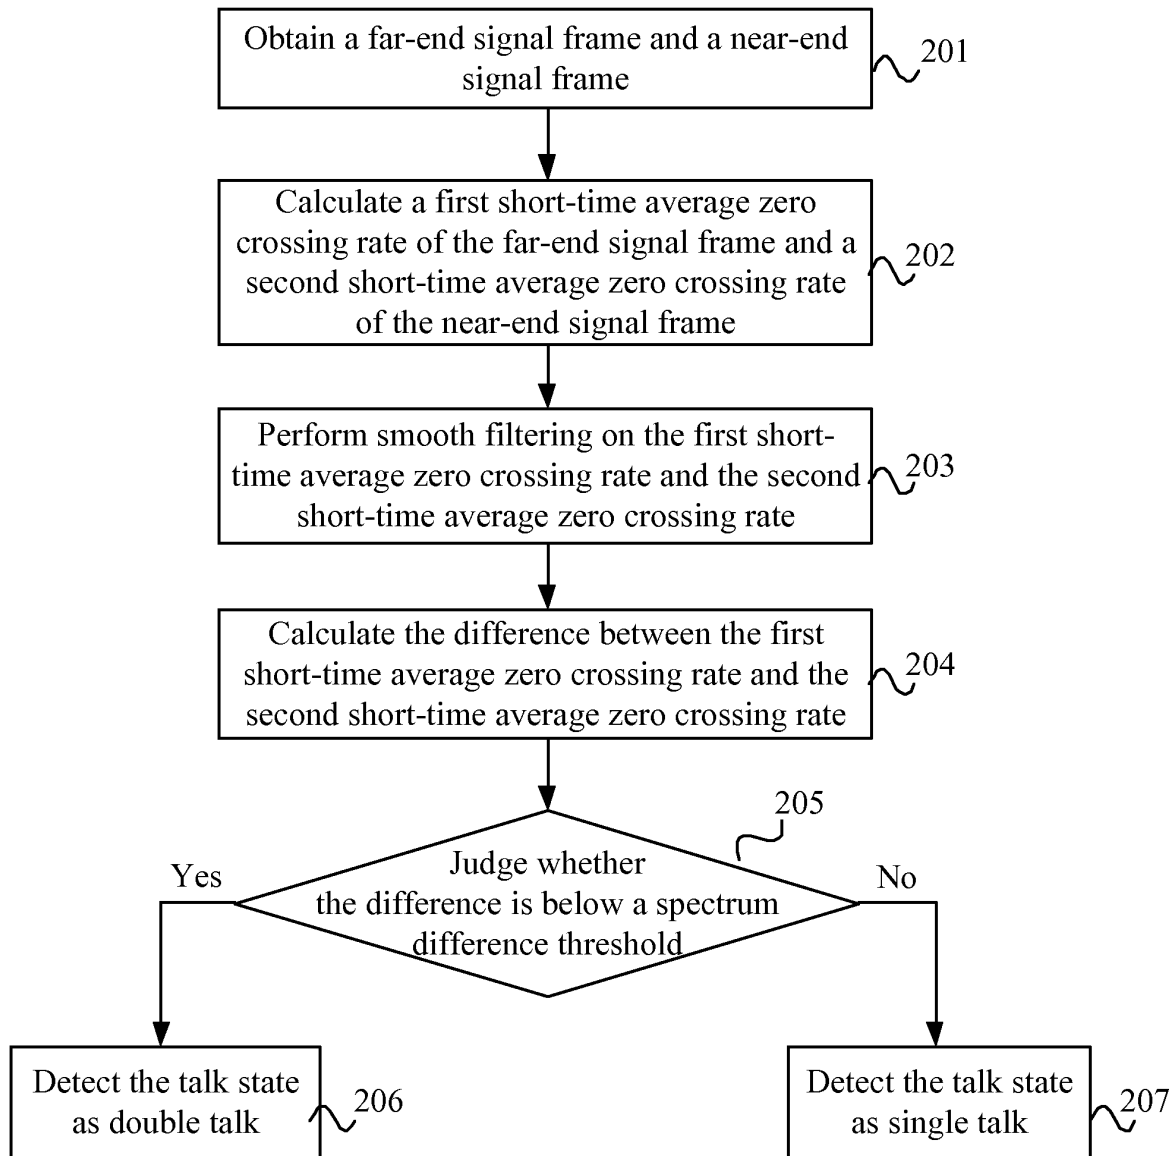 Obtain a far-end signal frame and a near-end
signal frame
201
Calculate a first short-time average zero
crossing rate of the far-end signal frame and a
second short-time average zero crossing rate
of the near-end signal frame
202
Perform smooth filtering on the first short-
time average zero crossing rate and the second
short-time average zero crossing rate
203
Calculate the difference between the first
short-time average zero crossing rate and the
second short-time average zero crossing rate
204
205
Judge whether
the difference is below a spectrum
difference threshold
Yes
No
Detect the talk state
as double talk
206
Detect the talk state
as single talk
207